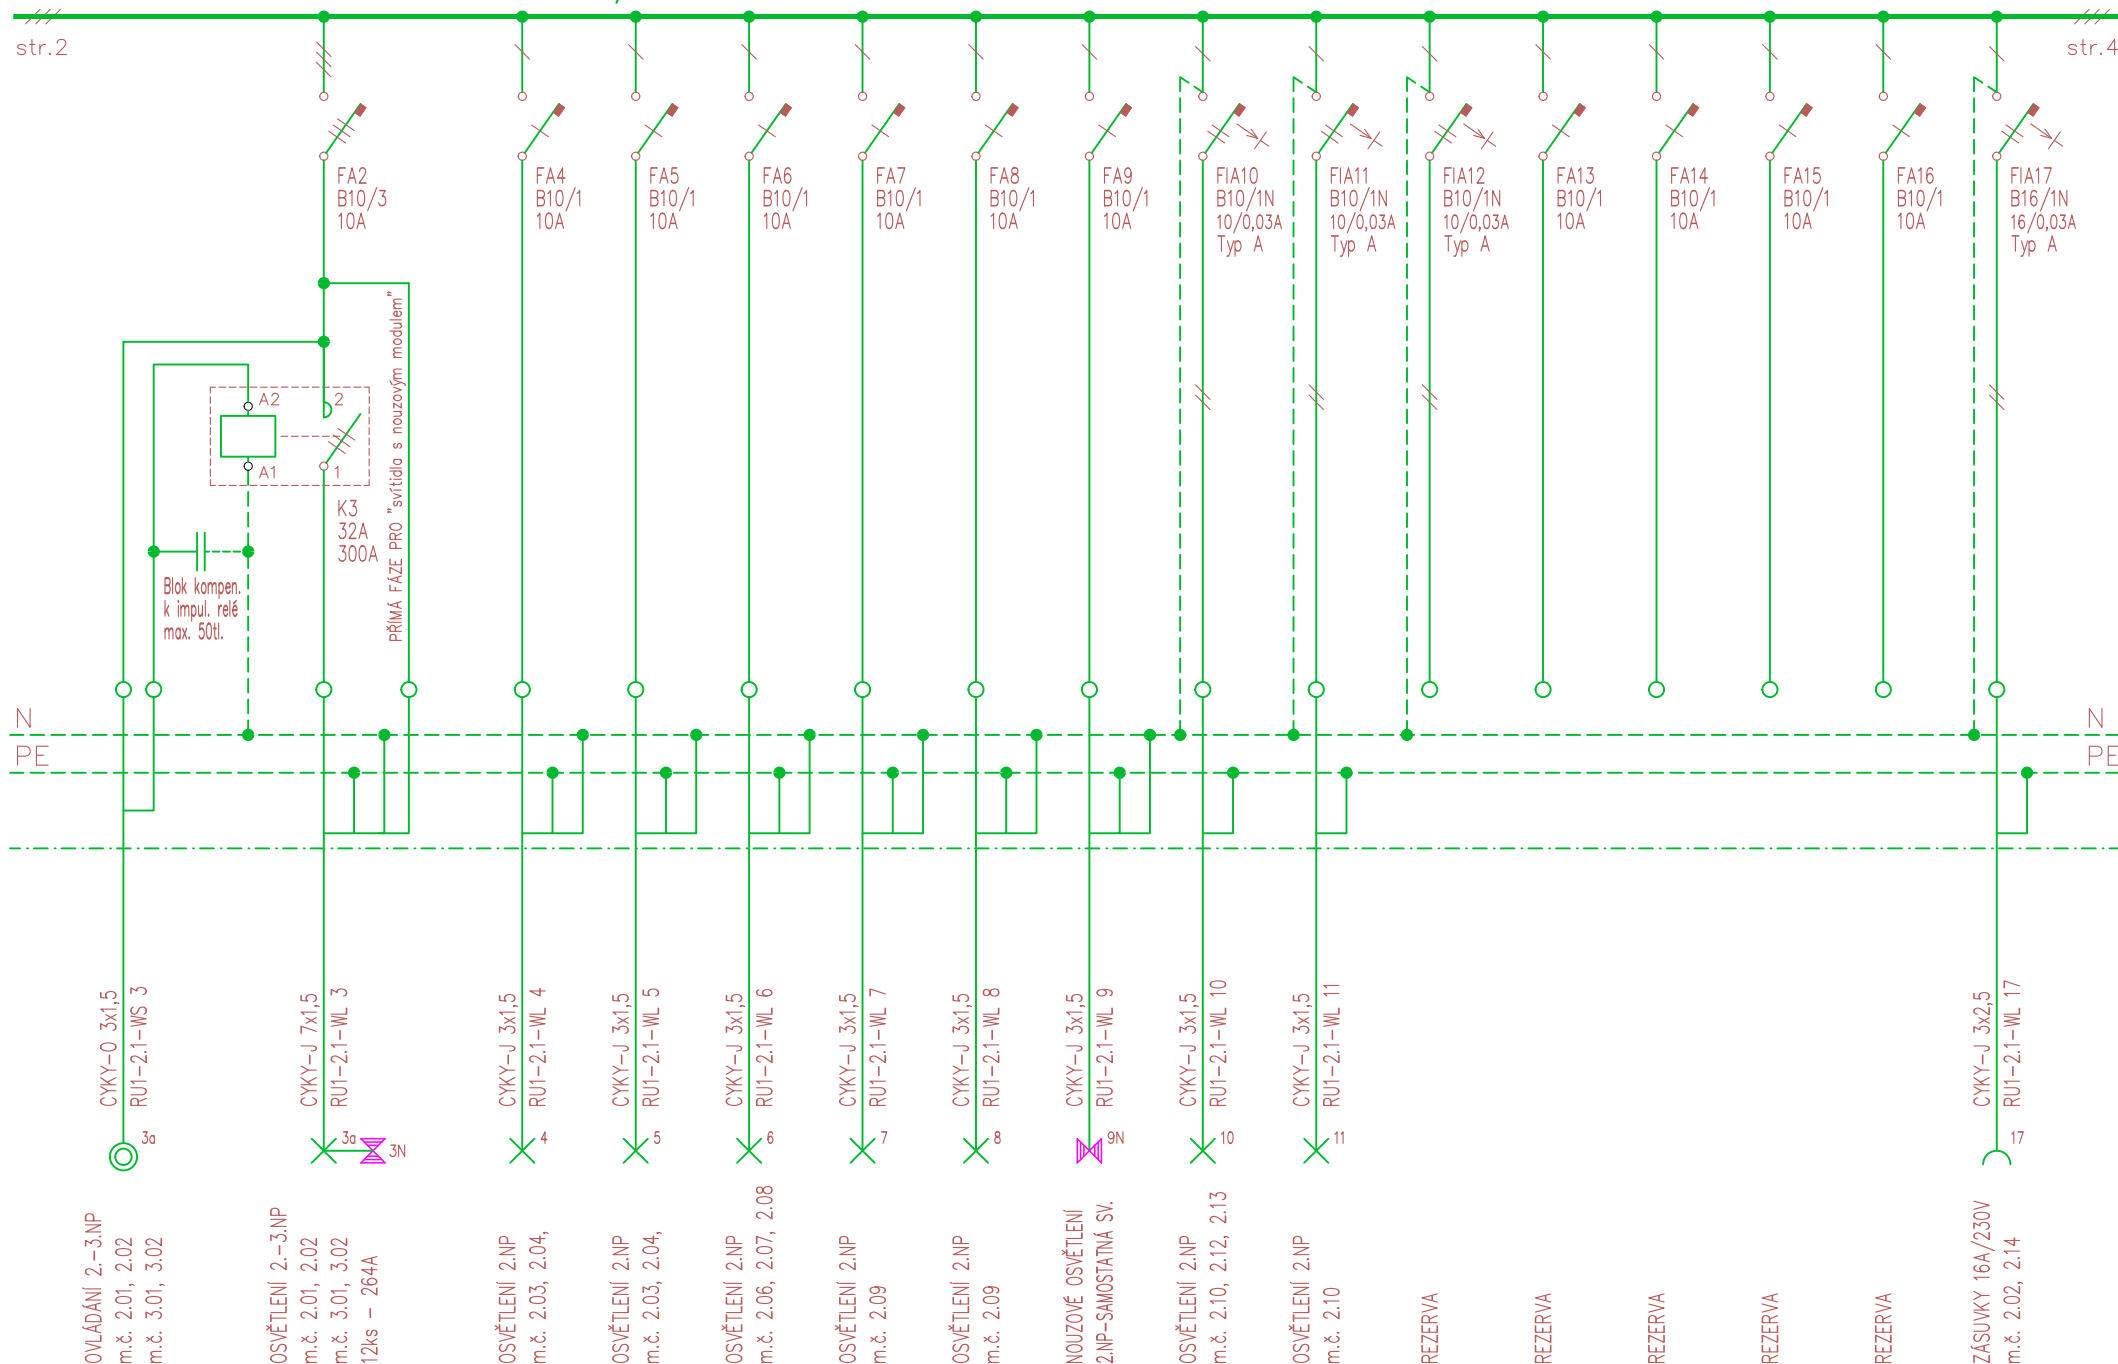 str.2
str.4
FA2
B10/3
10A
FA4
B10/1
10A
FA5
B10/1
10A
FA6
B10/1
10A
FA7
B10/1
10A
FA8
B10/1
10A
FA9
B10/1
10A
FIA10
B10/1N
10/0,03A
Typ A
FIA11
B10/1N
10/0,03A
Typ A
FIA12
B10/1N
10/0,03A
Typ A
FA13
B10/1
10A
FA14
B10/1
10A
FA15
B10/1
10A
FA16
B10/1
10A
FIA17
B16/1N
16/0,03A
Typ A
A2
2
A1
1
K3
32A
300A
PŘÍMÁ FÁZE PRO "svítidla s nouzovým modulem"
Blok kompen.
k impul. relé
max. 50tl.
N
N
PE
PE
CYKY-O 3x1,5
RU1-2.1-WS 3
CYKY-J 7x1,5
RU1-2.1-WL 3
CYKY-J 3x1,5
RU1-2.1-WL 4
CYKY-J 3x1,5
RU1-2.1-WL 5
CYKY-J 3x1,5
RU1-2.1-WL 6
CYKY-J 3x1,5
RU1-2.1-WL 7
CYKY-J 3x1,5
RU1-2.1-WL 8
CYKY-J 3x1,5
RU1-2.1-WL 9
CYKY-J 3x1,5
RU1-2.1-WL 10
CYKY-J 3x1,5
RU1-2.1-WL 11
CYKY-J 3x2,5
RU1-2.1-WL 17
3a
3a
3N
4
5
6
7
8
9N
10
11
17
OVLÁDÁNÍ 2.-3.NP
m.č. 2.01, 2.02
m.č. 3.01, 3.02
OSVĚTLENÍ 2.-3.NP
m.č. 2.01, 2.02
m.č. 3.01, 3.02
12ks - 264A
OSVĚTLENÍ 2.NP
m.č. 2.03, 2.04,
OSVĚTLENÍ 2.NP
m.č. 2.03, 2.04,
OSVĚTLENÍ 2.NP
m.č. 2.06, 2.07, 2.08
OSVĚTLENÍ 2.NP
m.č. 2.09
OSVĚTLENÍ 2.NP
m.č. 2.09
NOUZOVÉ OSVĚTLENÍ
2.NP-SAMOSTATNÁ SV.
OSVĚTLENÍ 2.NP
m.č. 2.10, 2.12, 2.13
OSVĚTLENÍ 2.NP
m.č. 2.10
REZERVA
REZERVA
REZERVA
REZERVA
REZERVA
ZÁSUVKY 16A/230V
m.č. 2.02, 2.14